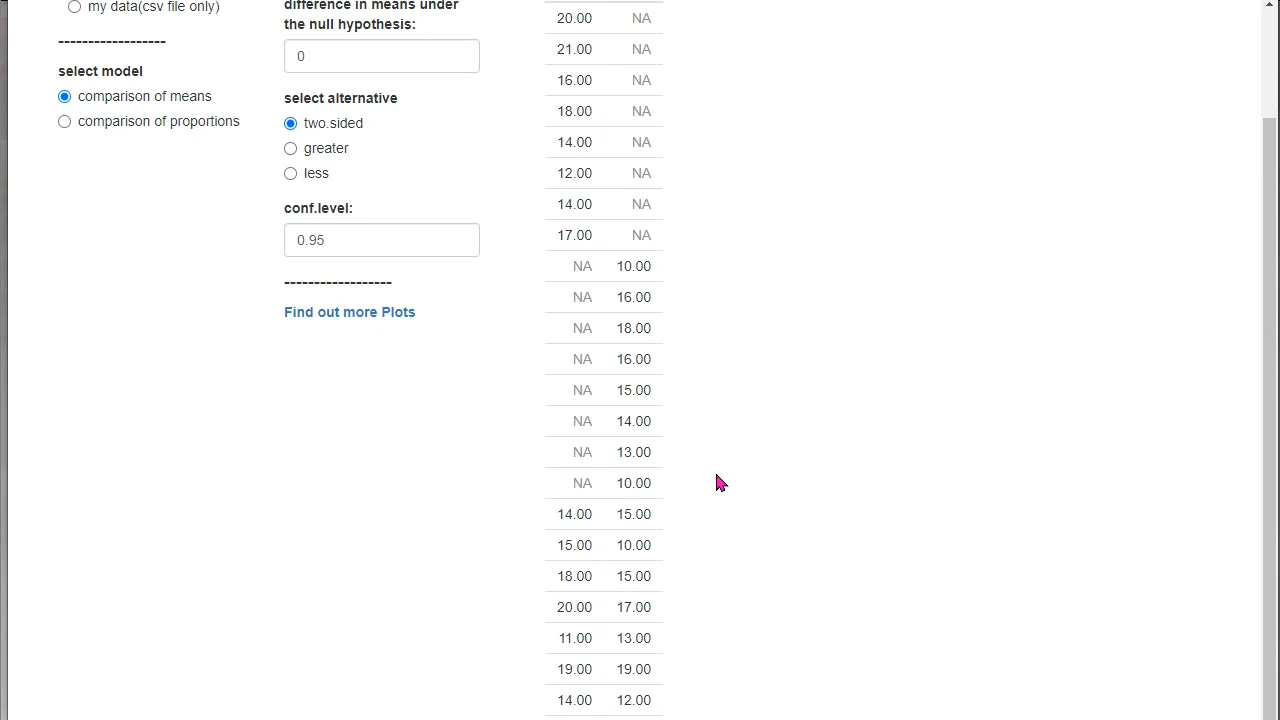 my data(csv file only)
------------------
select model
comparison of means
comparison of proportions
difference in means under
the null hypothesis:
0
select alternative
two.sided
greater
less
conf.level:
0.95
------------------
Find out more Plots
20.00 NA
21.00 NA
16.00 NA
18.00 NA
14.00 NA
12.00 NA
14.00 NA
17.00 NA
NA 10.00
NA 16.00
NA 18.00
NA 16.00
NA 15.00
NA 14.00
NA 13.00
NA 10.00
14.00 15.00
15.00 10.00
18.00 15.00
20.00 17.00
11.00 13.00
19.00 19.00
14.00 12.00